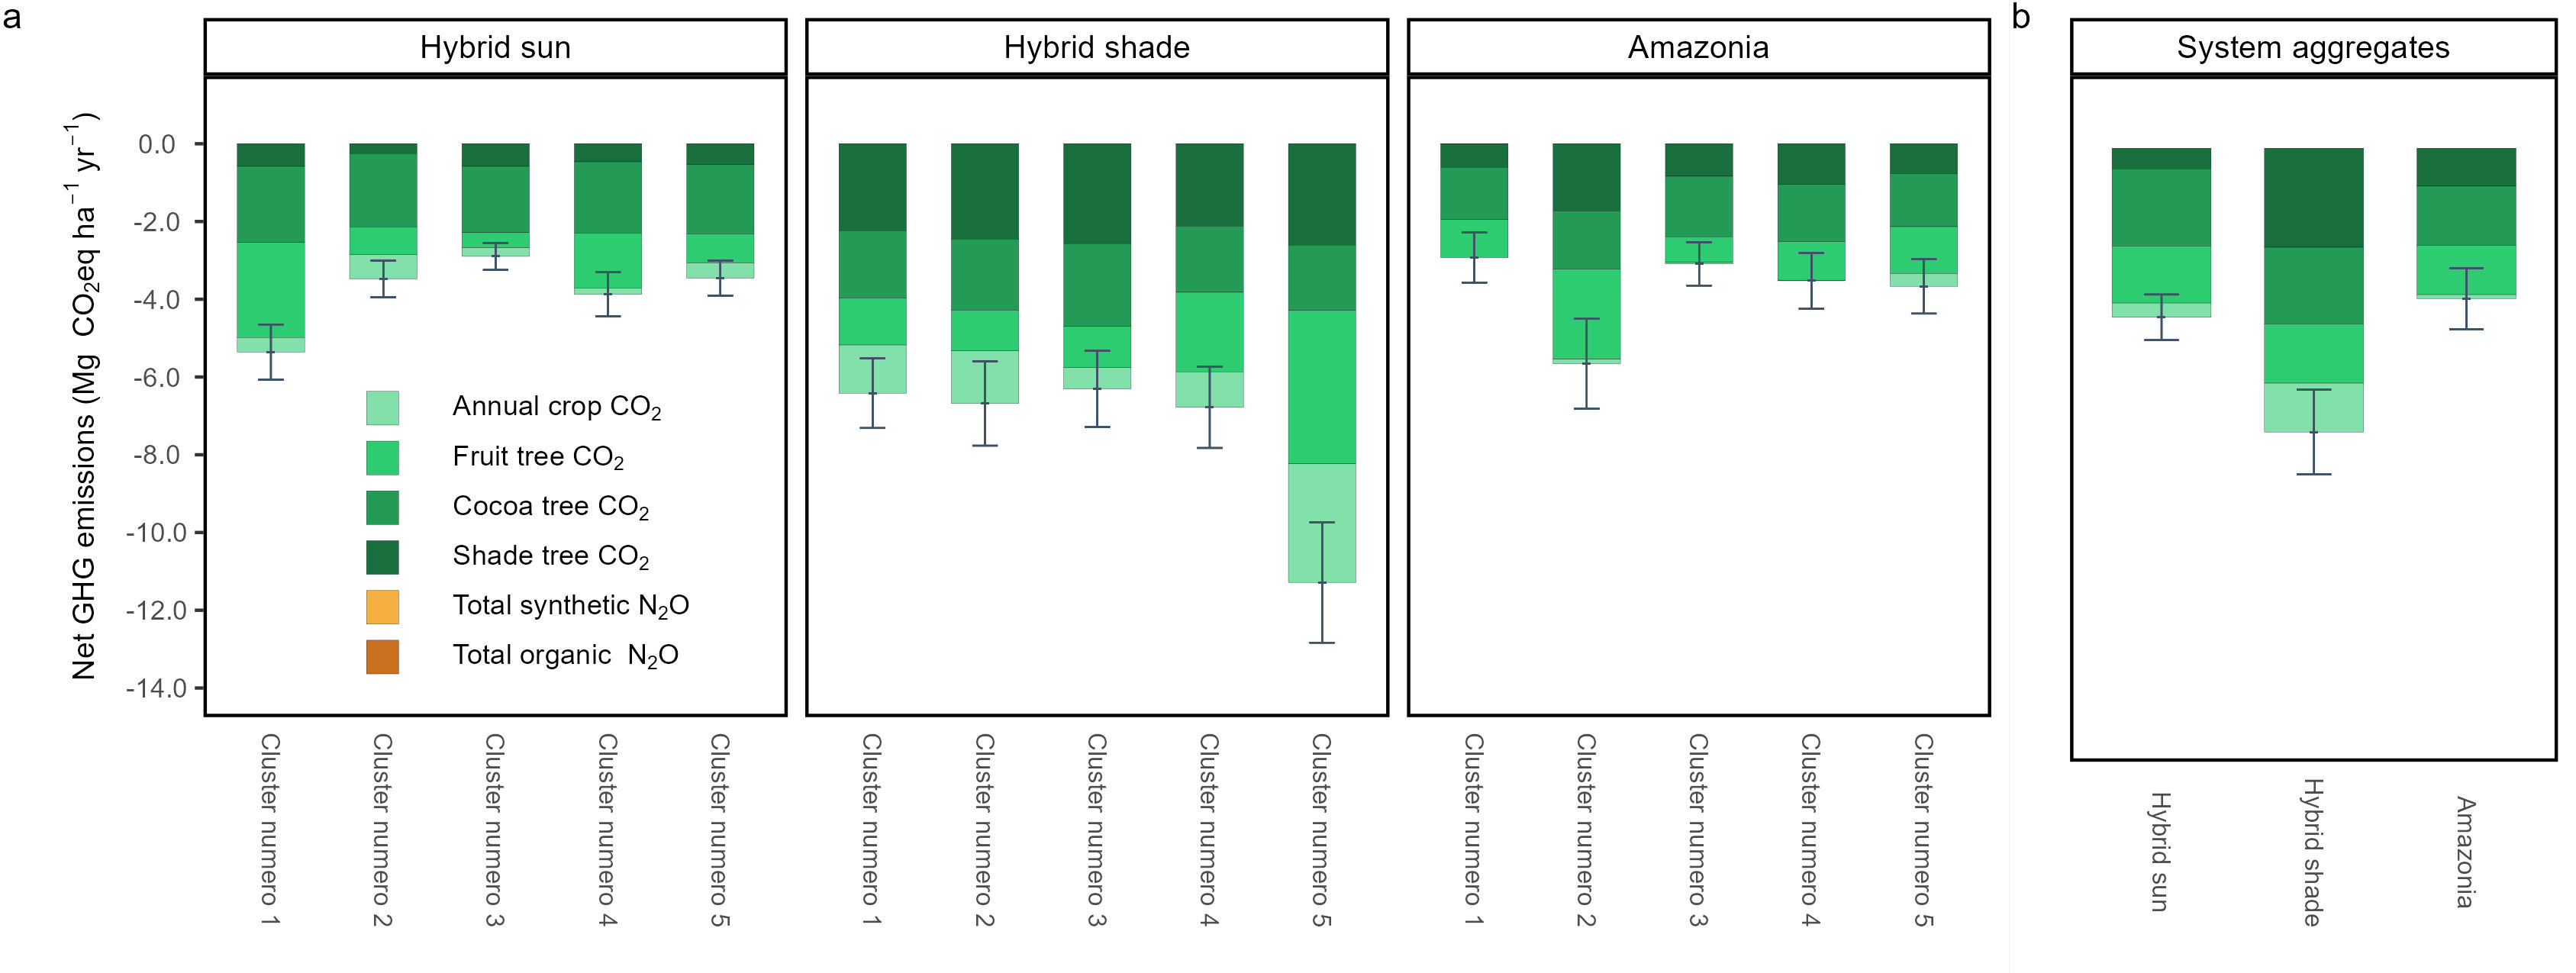 a
Hybrid sun
Hybrid shade
Amazonia
b
System aggregates
Net GHG emissions (Mg CO₂eq ha⁻¹ yr⁻¹)
0.0
-2.0
-4.0
-6.0
-8.0
-10.0
-12.0
-14.0
Annual crop CO₂
Fruit tree CO₂
Cocoa tree CO₂
Shade tree CO₂
Total synthetic N₂O
Total organic N₂O
Cluster numero 1
Cluster numero 2
Cluster numero 3
Cluster numero 4
Cluster numero 5
Cluster numero 1
Cluster numero 2
Cluster numero 3
Cluster numero 4
Cluster numero 5
Cluster numero 1
Cluster numero 2
Cluster numero 3
Cluster numero 4
Cluster numero 5
Hybrid sun
Hybrid shade
Amazonia